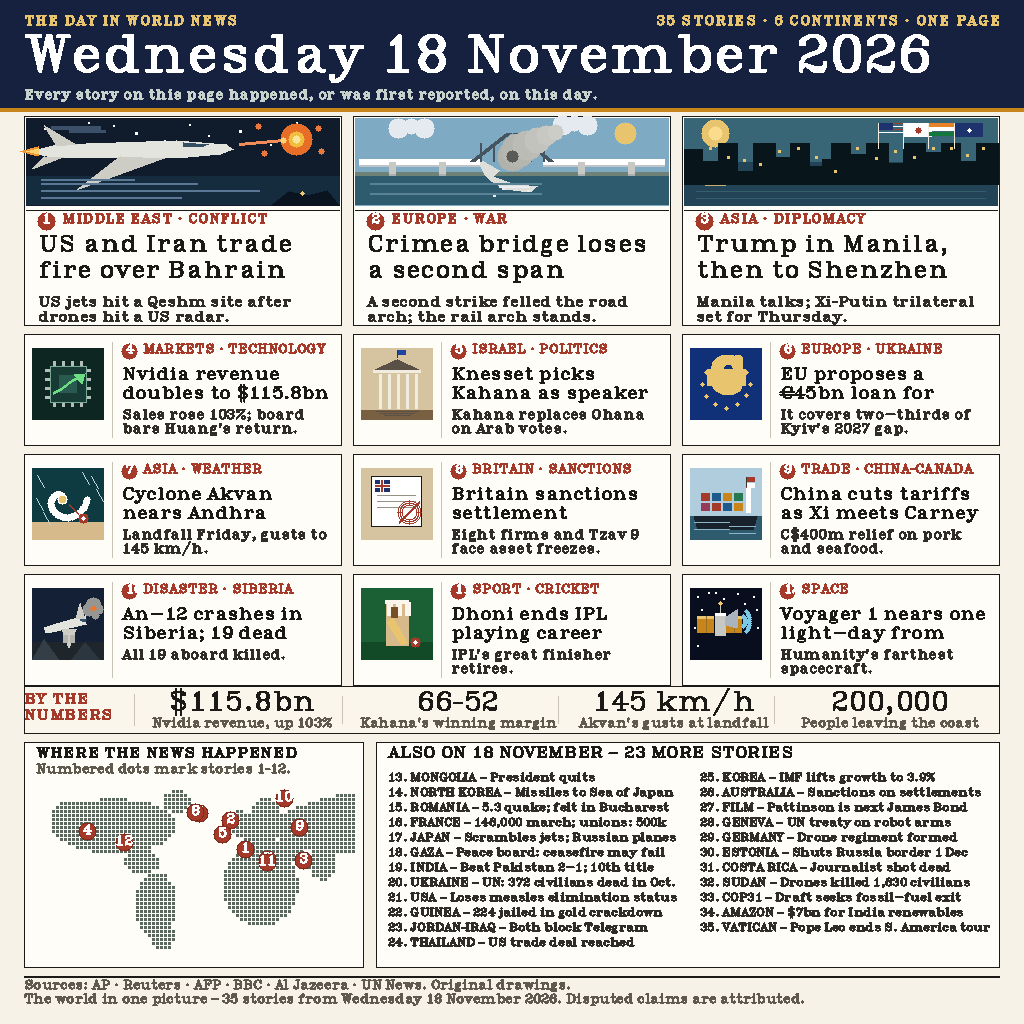 THE DAY IN WORLD NEWS
35 STORIES · 6 CONTINENTS · ONE PAGE
Wednesday 18 November 2026
Every story on this page happened, or was first reported, on this day.
1 MIDDLE EAST · CONFLICT
US and Iran trade
fire over Bahrain
US jets hit a Qeshm site after
drones hit a US radar.
2 EUROPE · WAR
Crimea bridge loses
a second span
A second strike felled the road
arch; the rail arch stands.
3 ASIA · DIPLOMACY
Trump in Manila,
then to Shenzhen
Manila talks; Xi-Putin trilateral
set for Thursday.
4 MARKETS · TECHNOLOGY
Nvidia revenue
doubles to $115.8bn
Sales rose 103%; board
bars Huang's return.
5 ISRAEL · POLITICS
Knesset picks
Kahana as speaker
Kahana replaces Ohana
on Arab votes.
6 EUROPE · UKRAINE
EU proposes a
€45bn loan for
It covers two-thirds of
Kyiv's 2027 gap.
7 ASIA · WEATHER
Cyclone Akvan
nears Andhra
Landfall Friday, gusts to
145 km/h.
8 BRITAIN · SANCTIONS
Britain sanctions
settlement
Eight firms and Tzav 9
face asset freezes.
9 TRADE · CHINA-CANADA
China cuts tariffs
as Xi meets Carney
C$400m relief on pork
and seafood.
1 DISASTER · SIBERIA
An-12 crashes in
Siberia; 19 dead
All 19 aboard killed.
1 SPORT · CRICKET
Dhoni ends IPL
playing career
IPL's great finisher
retires.
1 SPACE
Voyager 1 nears one
light-day from
Humanity's farthest
spacecraft.
BY THE
NUMBERS
$115.8bn
Nvidia revenue, up 103%
66-52
Kahana's winning margin
145 km/h
Akvan's gusts at landfall
200,000
People leaving the coast
WHERE THE NEWS HAPPENED
Numbered dots mark stories 1-12.
10
8
2
4
5
9
12
1
11
3
ALSO ON 18 NOVEMBER – 23 MORE STORIES
13. MONGOLIA – President quits
14. NORTH KOREA – Missiles to Sea of Japan
15. ROMANIA – 5.3 quake; felt in Bucharest
16. FRANCE – 146,000 march; unions: 500k
17. JAPAN – Scrambles jets; Russian planes
18. GAZA – Peace board: ceasefire may fail
19. INDIA – Beat Pakistan 2-1; 10th title
20. UKRAINE – UN: 372 civilians dead in Oct.
21. USA – Loses measles elimination status
22. GUINEA – 224 jailed in gold crackdown
23. JORDAN-IRAQ – Both block Telegram
24. THAILAND – US trade deal reached
25. KOREA – IMF lifts growth to 3.9%
26. AUSTRALIA – Sanctions on settlements
27. FILM – Pattinson is next James Bond
28. GENEVA – UN treaty on robot arms
29. GERMANY – Drone regiment formed
30. ESTONIA – Shuts Russia border 1 Dec
31. COSTA RICA – Journalist shot dead
32. SUDAN – Drones killed 1,630 civilians
33. COP31 – Draft seeks fossil-fuel exit
34. AMAZON – $7bn for India renewables
35. VATICAN – Pope Leo ends S. America tour
Sources: AP · Reuters · AFP · BBC · Al Jazeera · UN News. Original drawings.
The world in one picture – 35 stories from Wednesday 18 November 2026. Disputed claims are attributed.